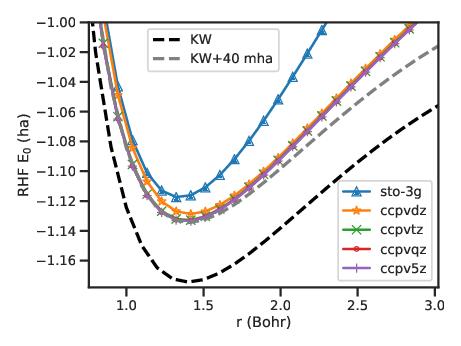 −1.00
−1.02
−1.04
−1.06
−1.08
−1.10
−1.12
−1.14
−1.16
RHF E0 (ha)
KW
KW+40 mha
sto-3g
ccpvdz
ccpvtz
ccpvqz
ccpv5z
1.0 1.5 2.0 2.5 3.0
r (Bohr)